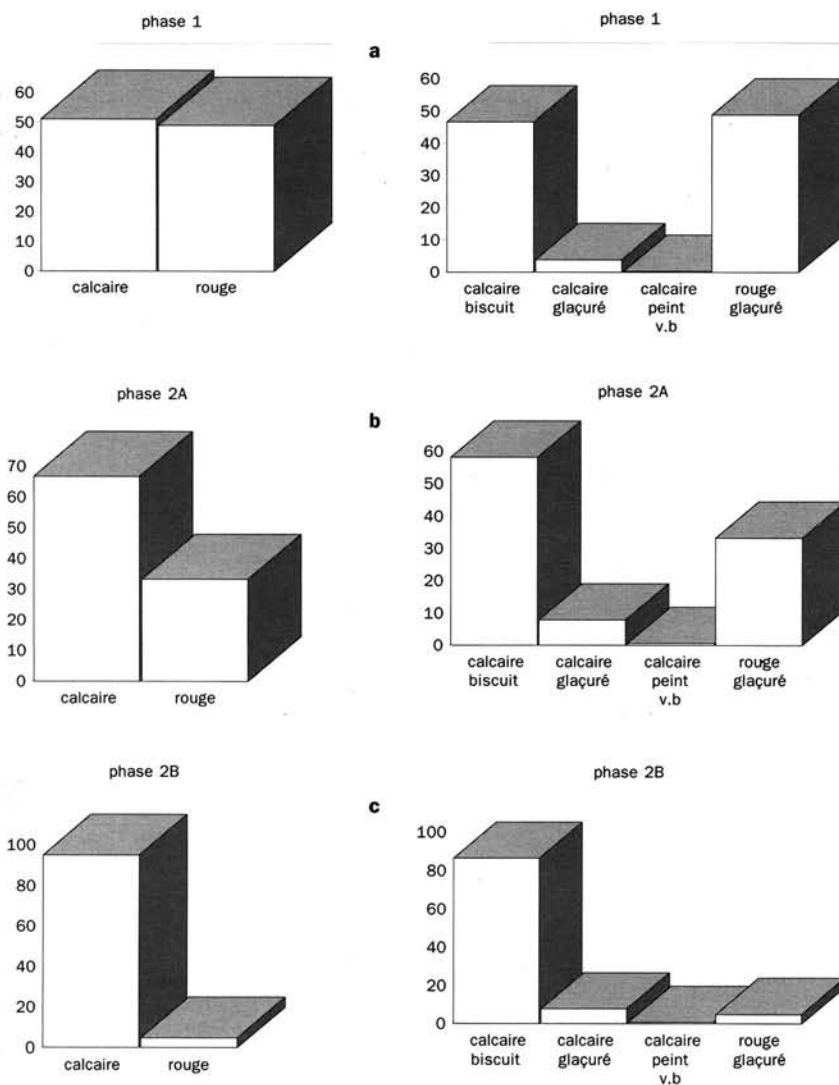 phase 1
phase 1
a
60
50
40
30
20
10
0
calcaire
rouge
60
50
40
30
20
10
0
calcaire
biscuit
calcaire
glaçuré
calcaire
peint
v.b
rouge
glaçuré
phase 2A
phase 2A
b
70
60
50
40
30
20
10
0
calcaire
rouge
60
50
40
30
20
10
0
calcaire
biscuit
calcaire
glaçuré
calcaire
peint
v.b
rouge
glaçuré
phase 2B
phase 2B
c
100
80
60
40
20
0
calcaire
rouge
100
80
60
40
20
0
calcaire
biscuit
calcaire
glaçuré
calcaire
peint
v.b
rouge
glaçuré